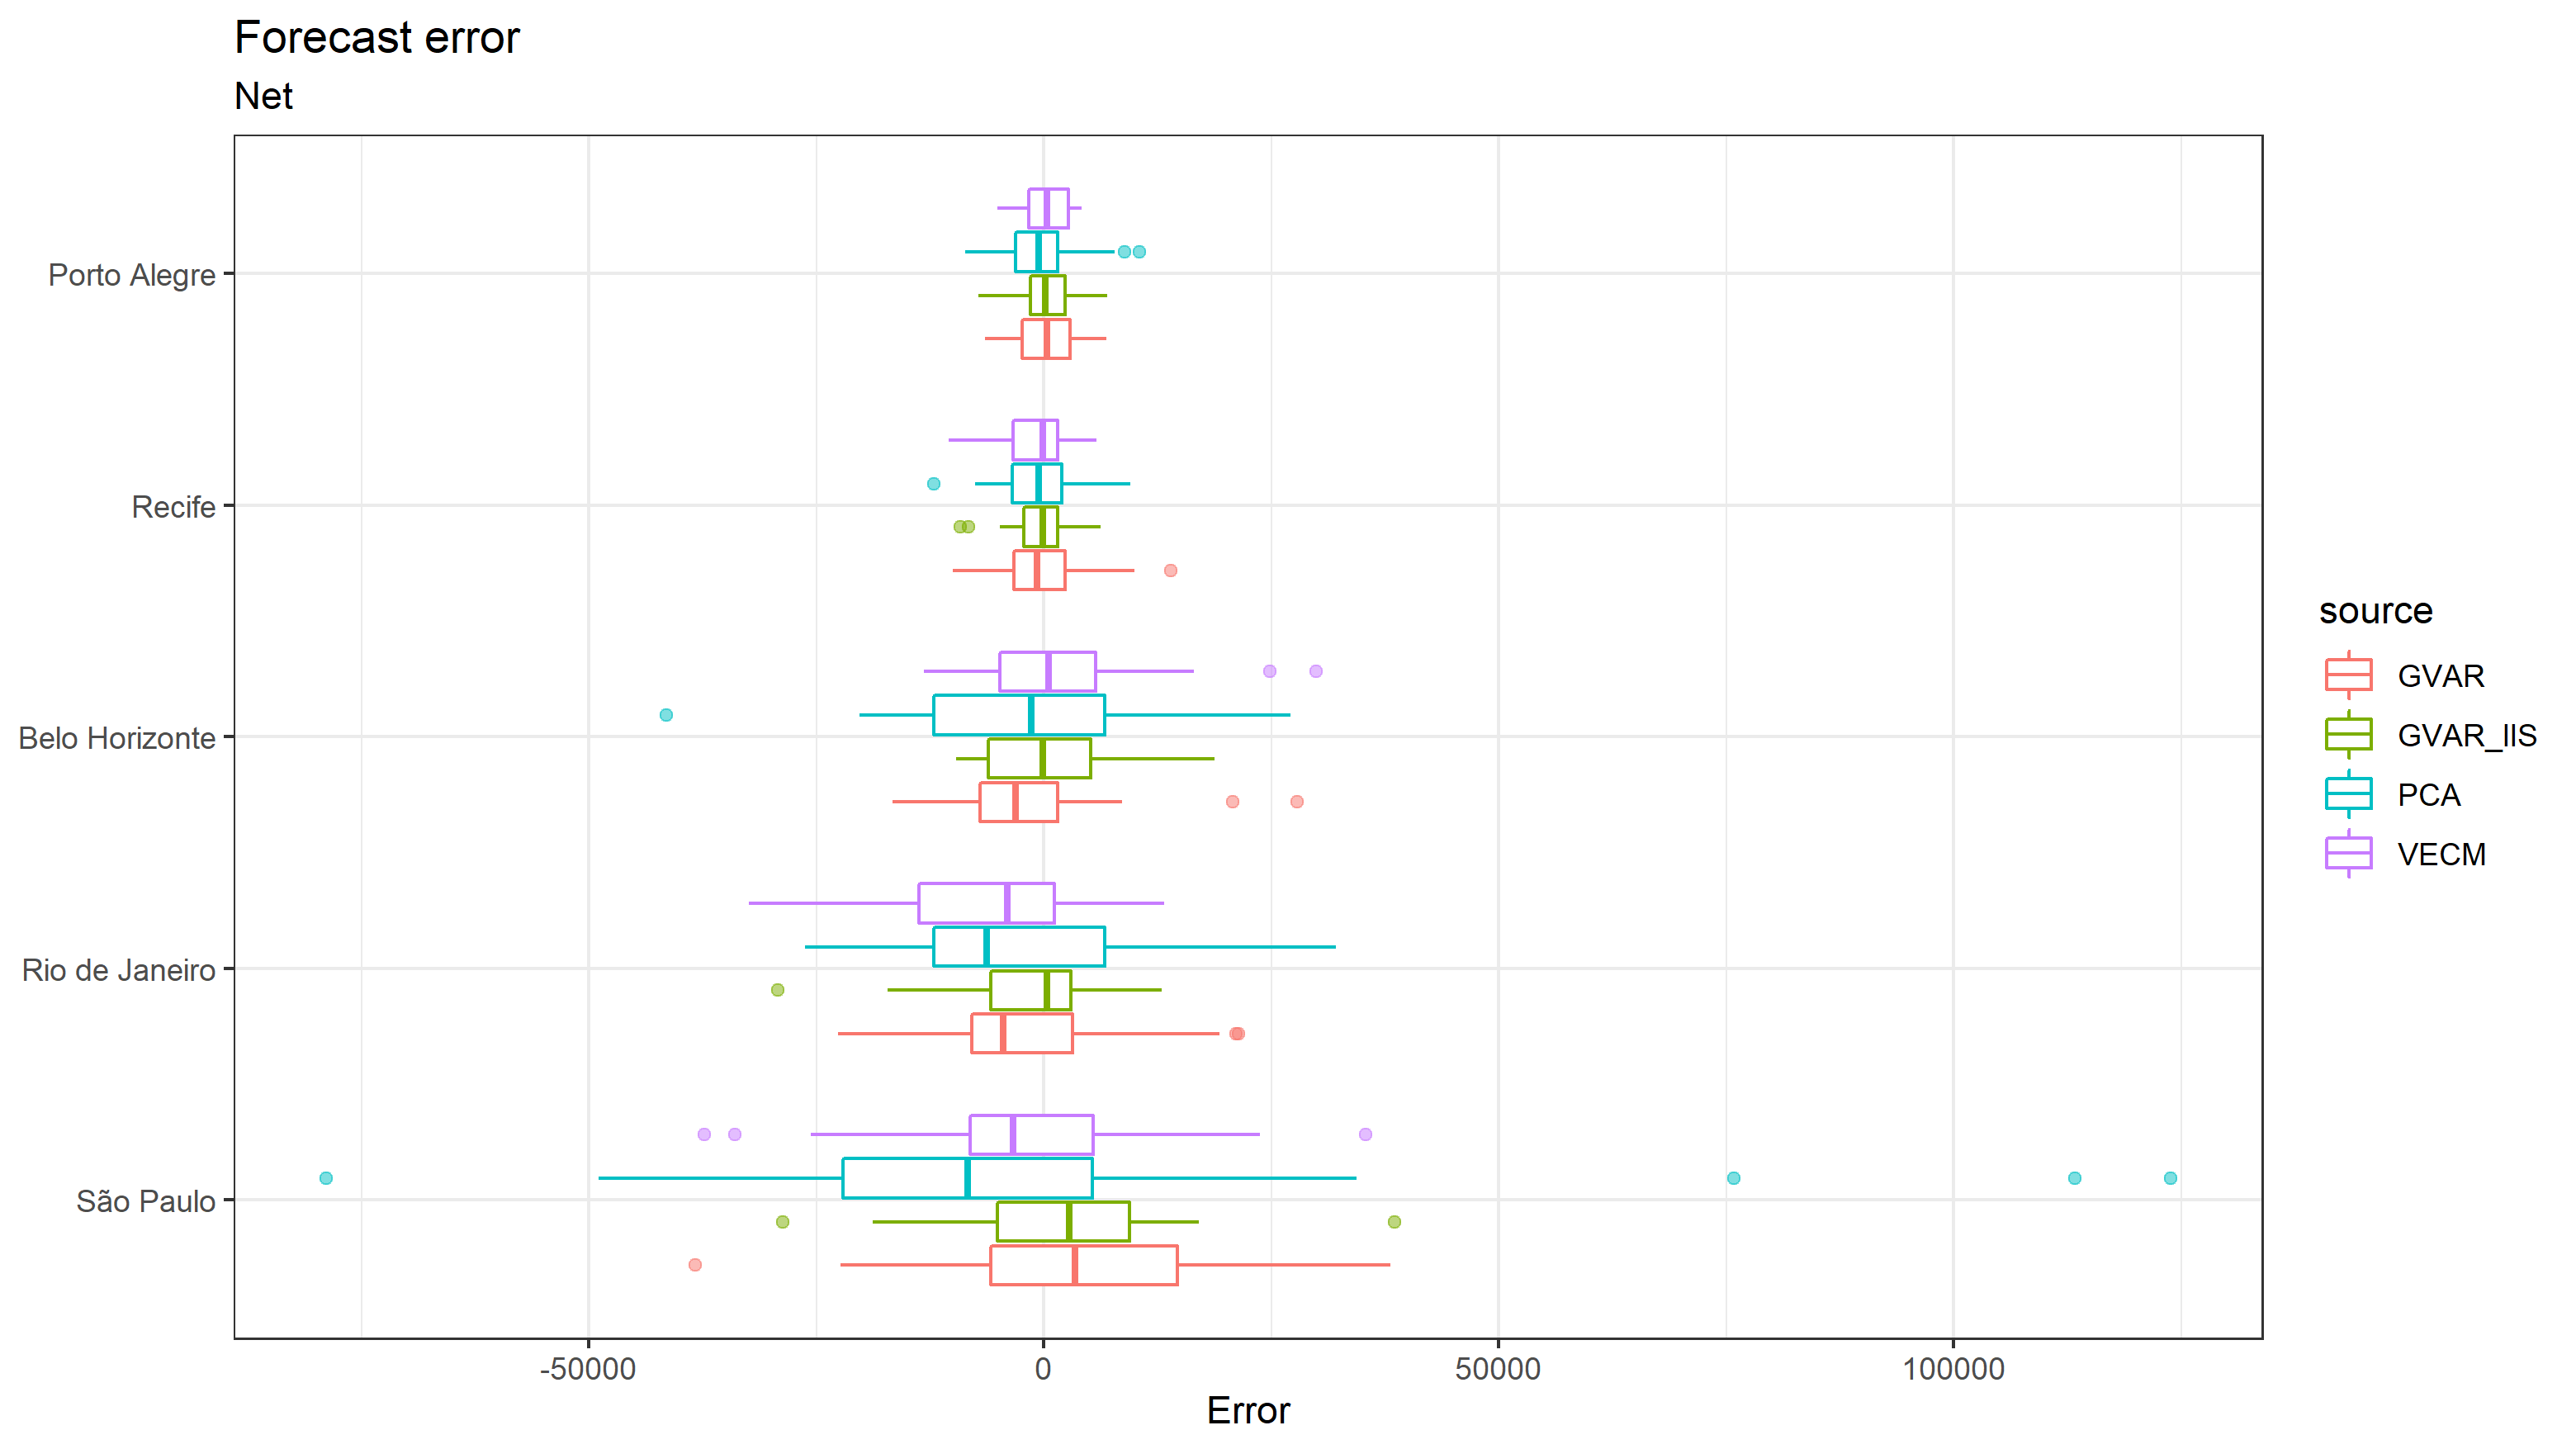 Forecast error
Net
Porto Alegre
Recife
Belo Horizonte
Rio de Janeiro
São Paulo
-50000
0
50000
100000
Error
source
GVAR
GVAR_IIS
PCA
VECM